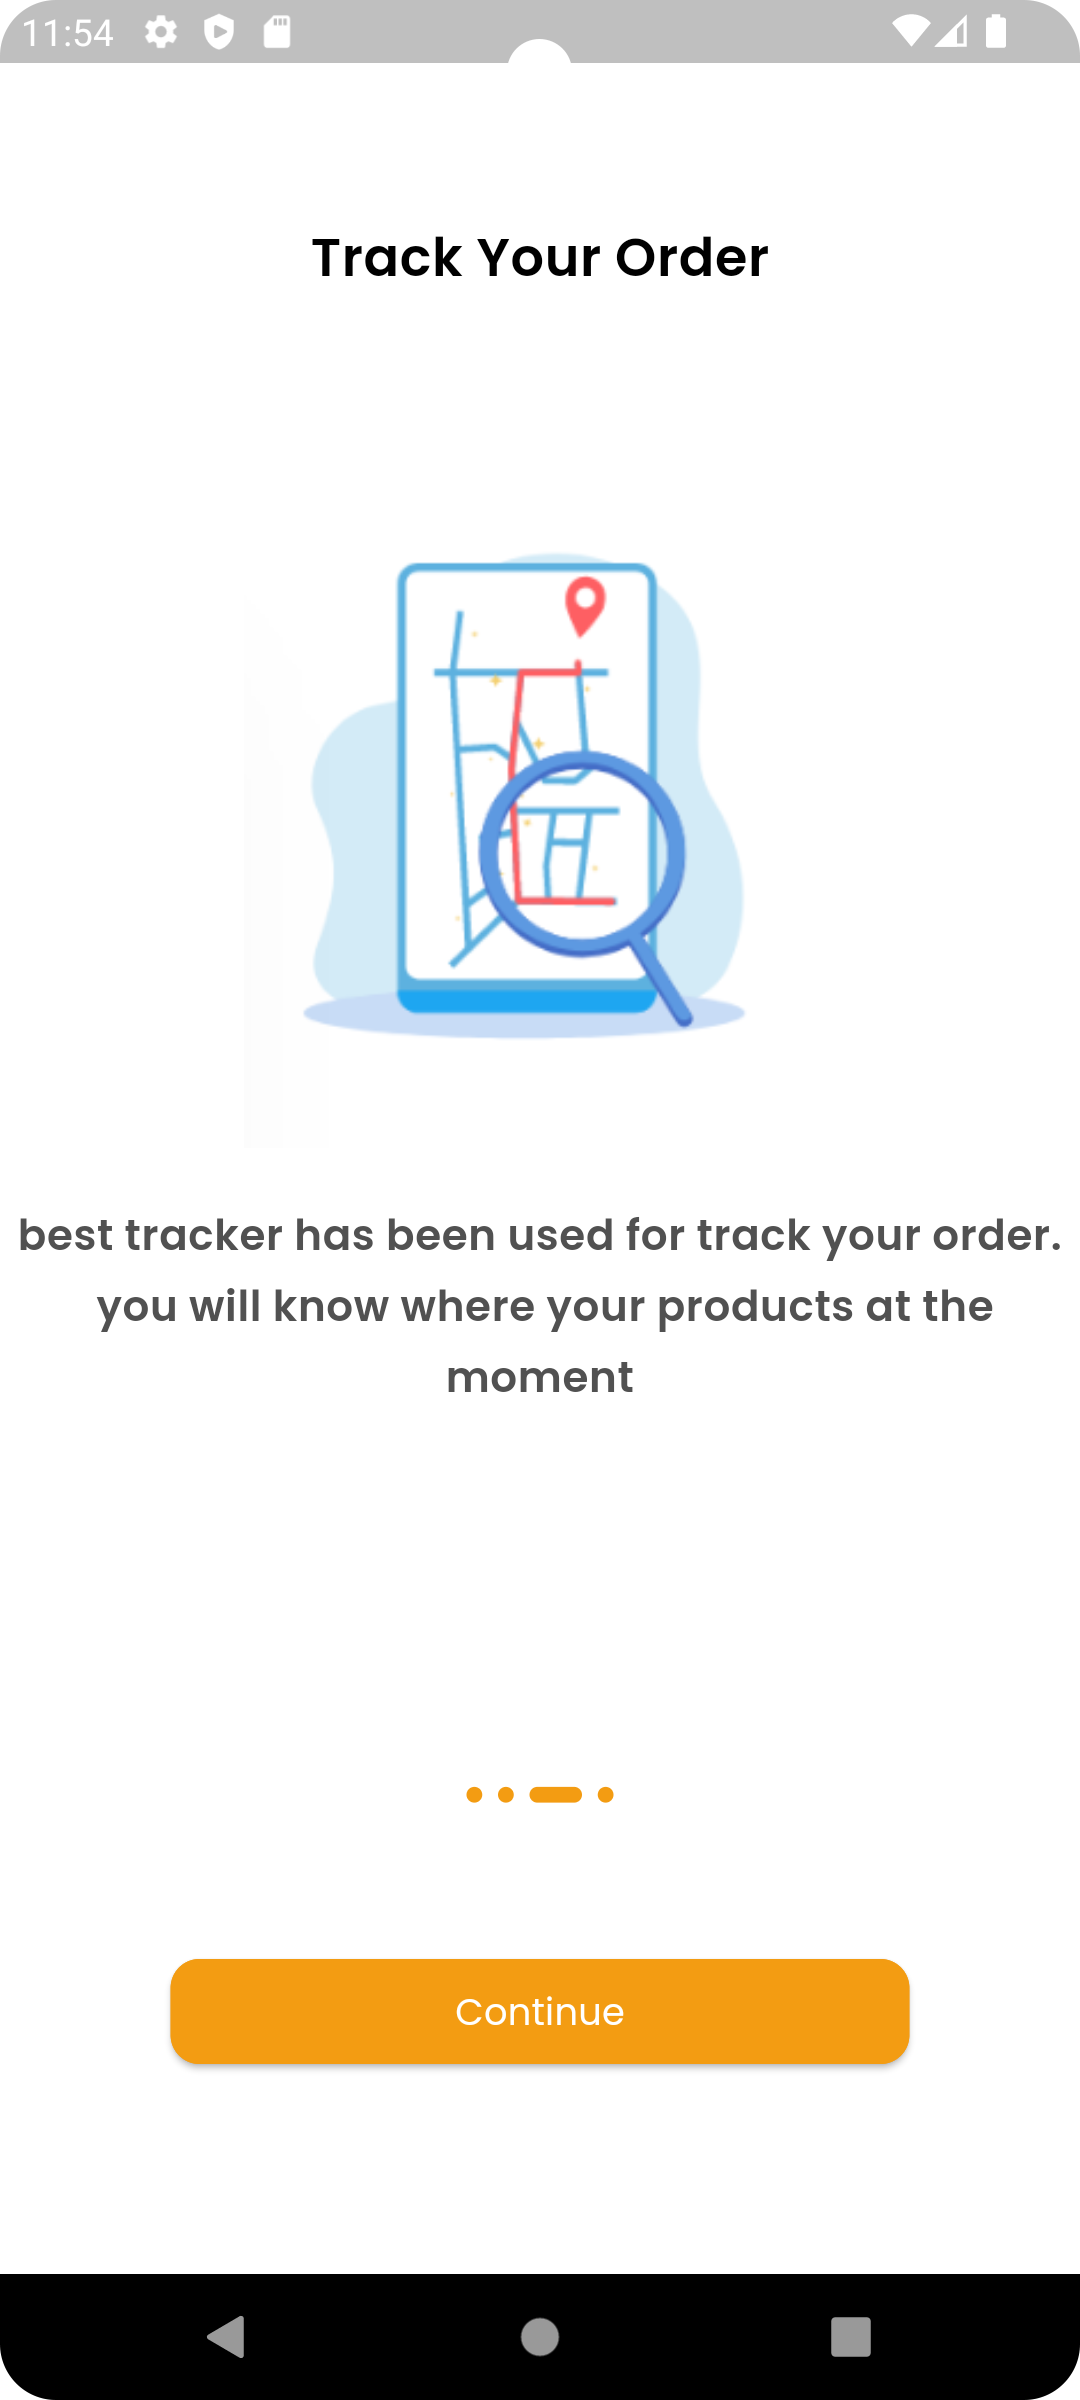 11:54
Track Your Order
best tracker has been used for track your order.
you will know where your products at the
moment
Continue